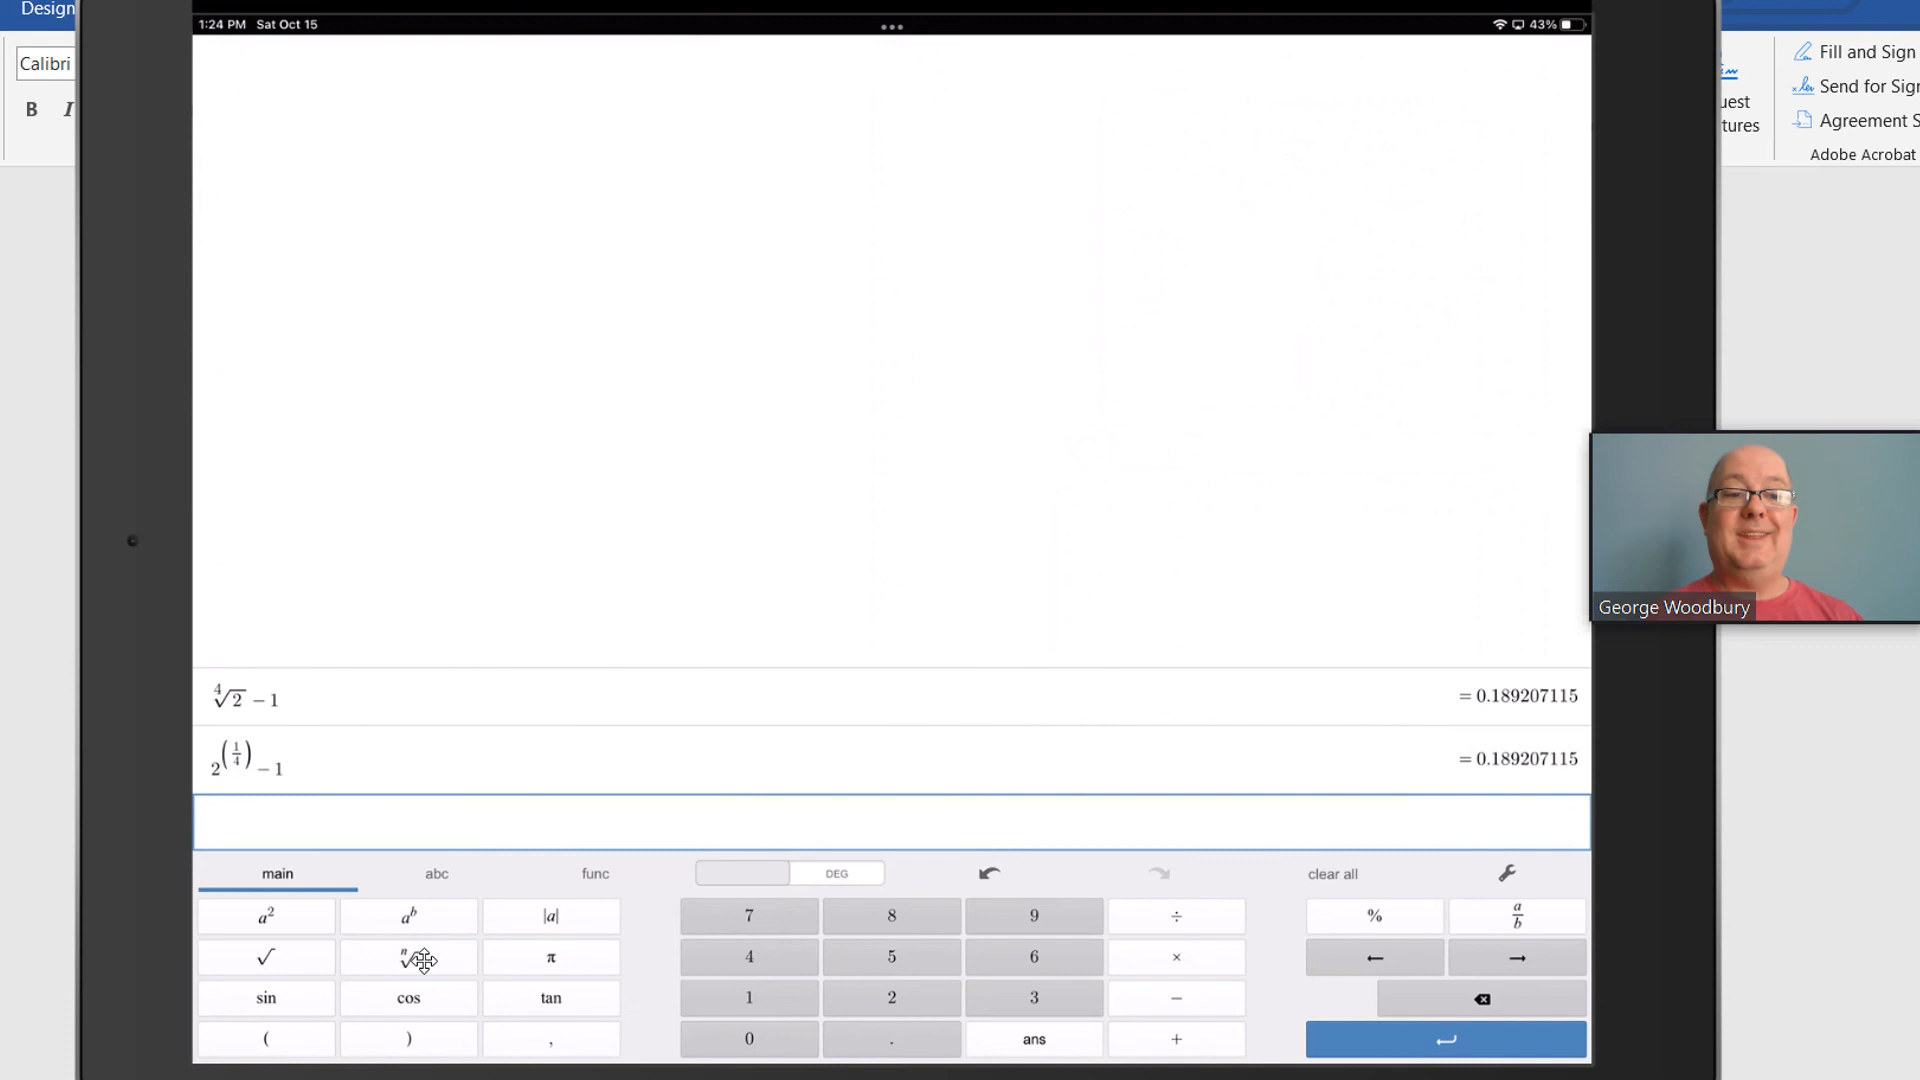 Design
1:24 PM Sat Oct 15
43%
Calibri
B I
Fill and Sign
Send for Sig
uest
tures
Agreement S
Adobe Acrobat
George Woodbury
∜2 − 1 = 0.189207115
2^(1/4) − 1 = 0.189207115
main abc func DEG clear all
a² aᵇ |a| 7 8 9 ÷ % a/b
√ ⁿ√ π 4 5 6 × ← →
sin cos tan 1 2 3 −
( ) , 0 . ans +